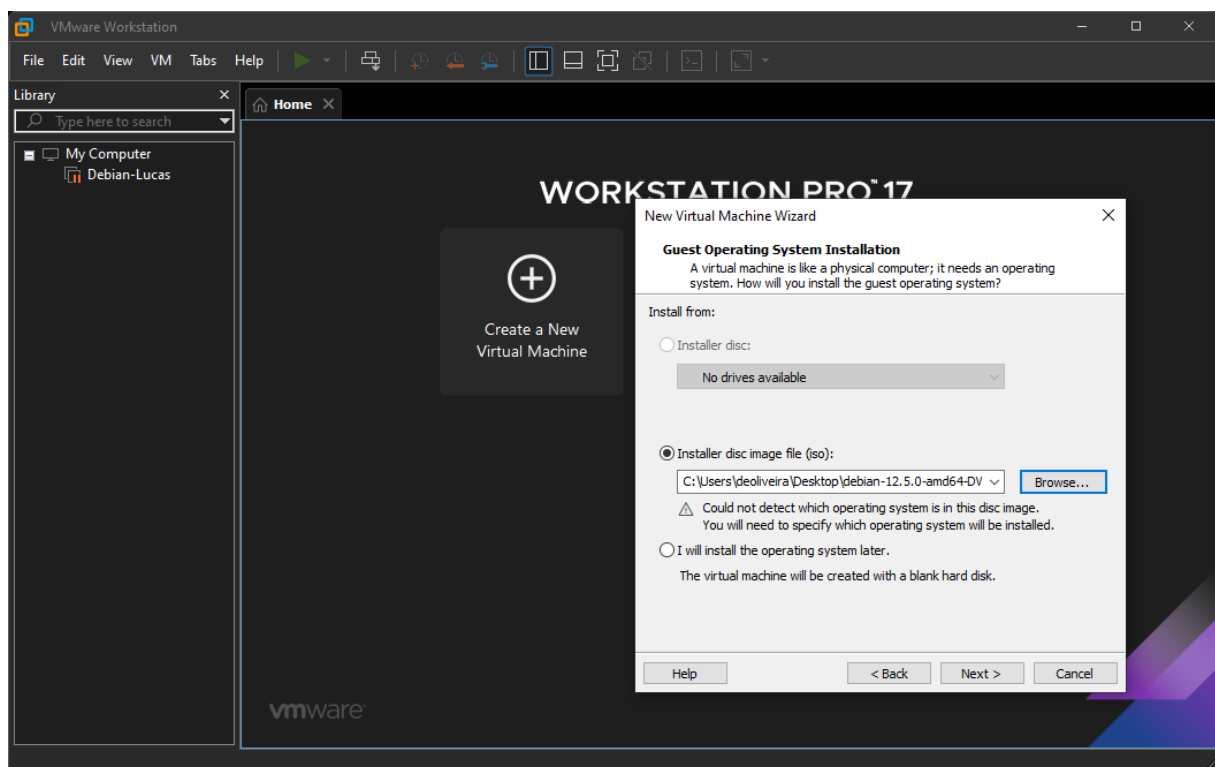 VMware Workstation
File Edit View VM Tabs Help
Library
Type here to search
My Computer
Debian-Lucas
Home
WORKSTATION PRO™ 17
Create a New
Virtual Machine
New Virtual Machine Wizard
Guest Operating System Installation
A virtual machine is like a physical computer; it needs an operating
system. How will you install the guest operating system?
Install from:
Installer disc:
No drives available
Installer disc image file (iso):
C:\Users\deoliveira\Desktop\debian-12.5.0-amd64-DV
Browse...
Could not detect which operating system is in this disc image.
You will need to specify which operating system will be installed.
I will install the operating system later.
The virtual machine will be created with a blank hard disk.
Help < Back Next > Cancel
vmware